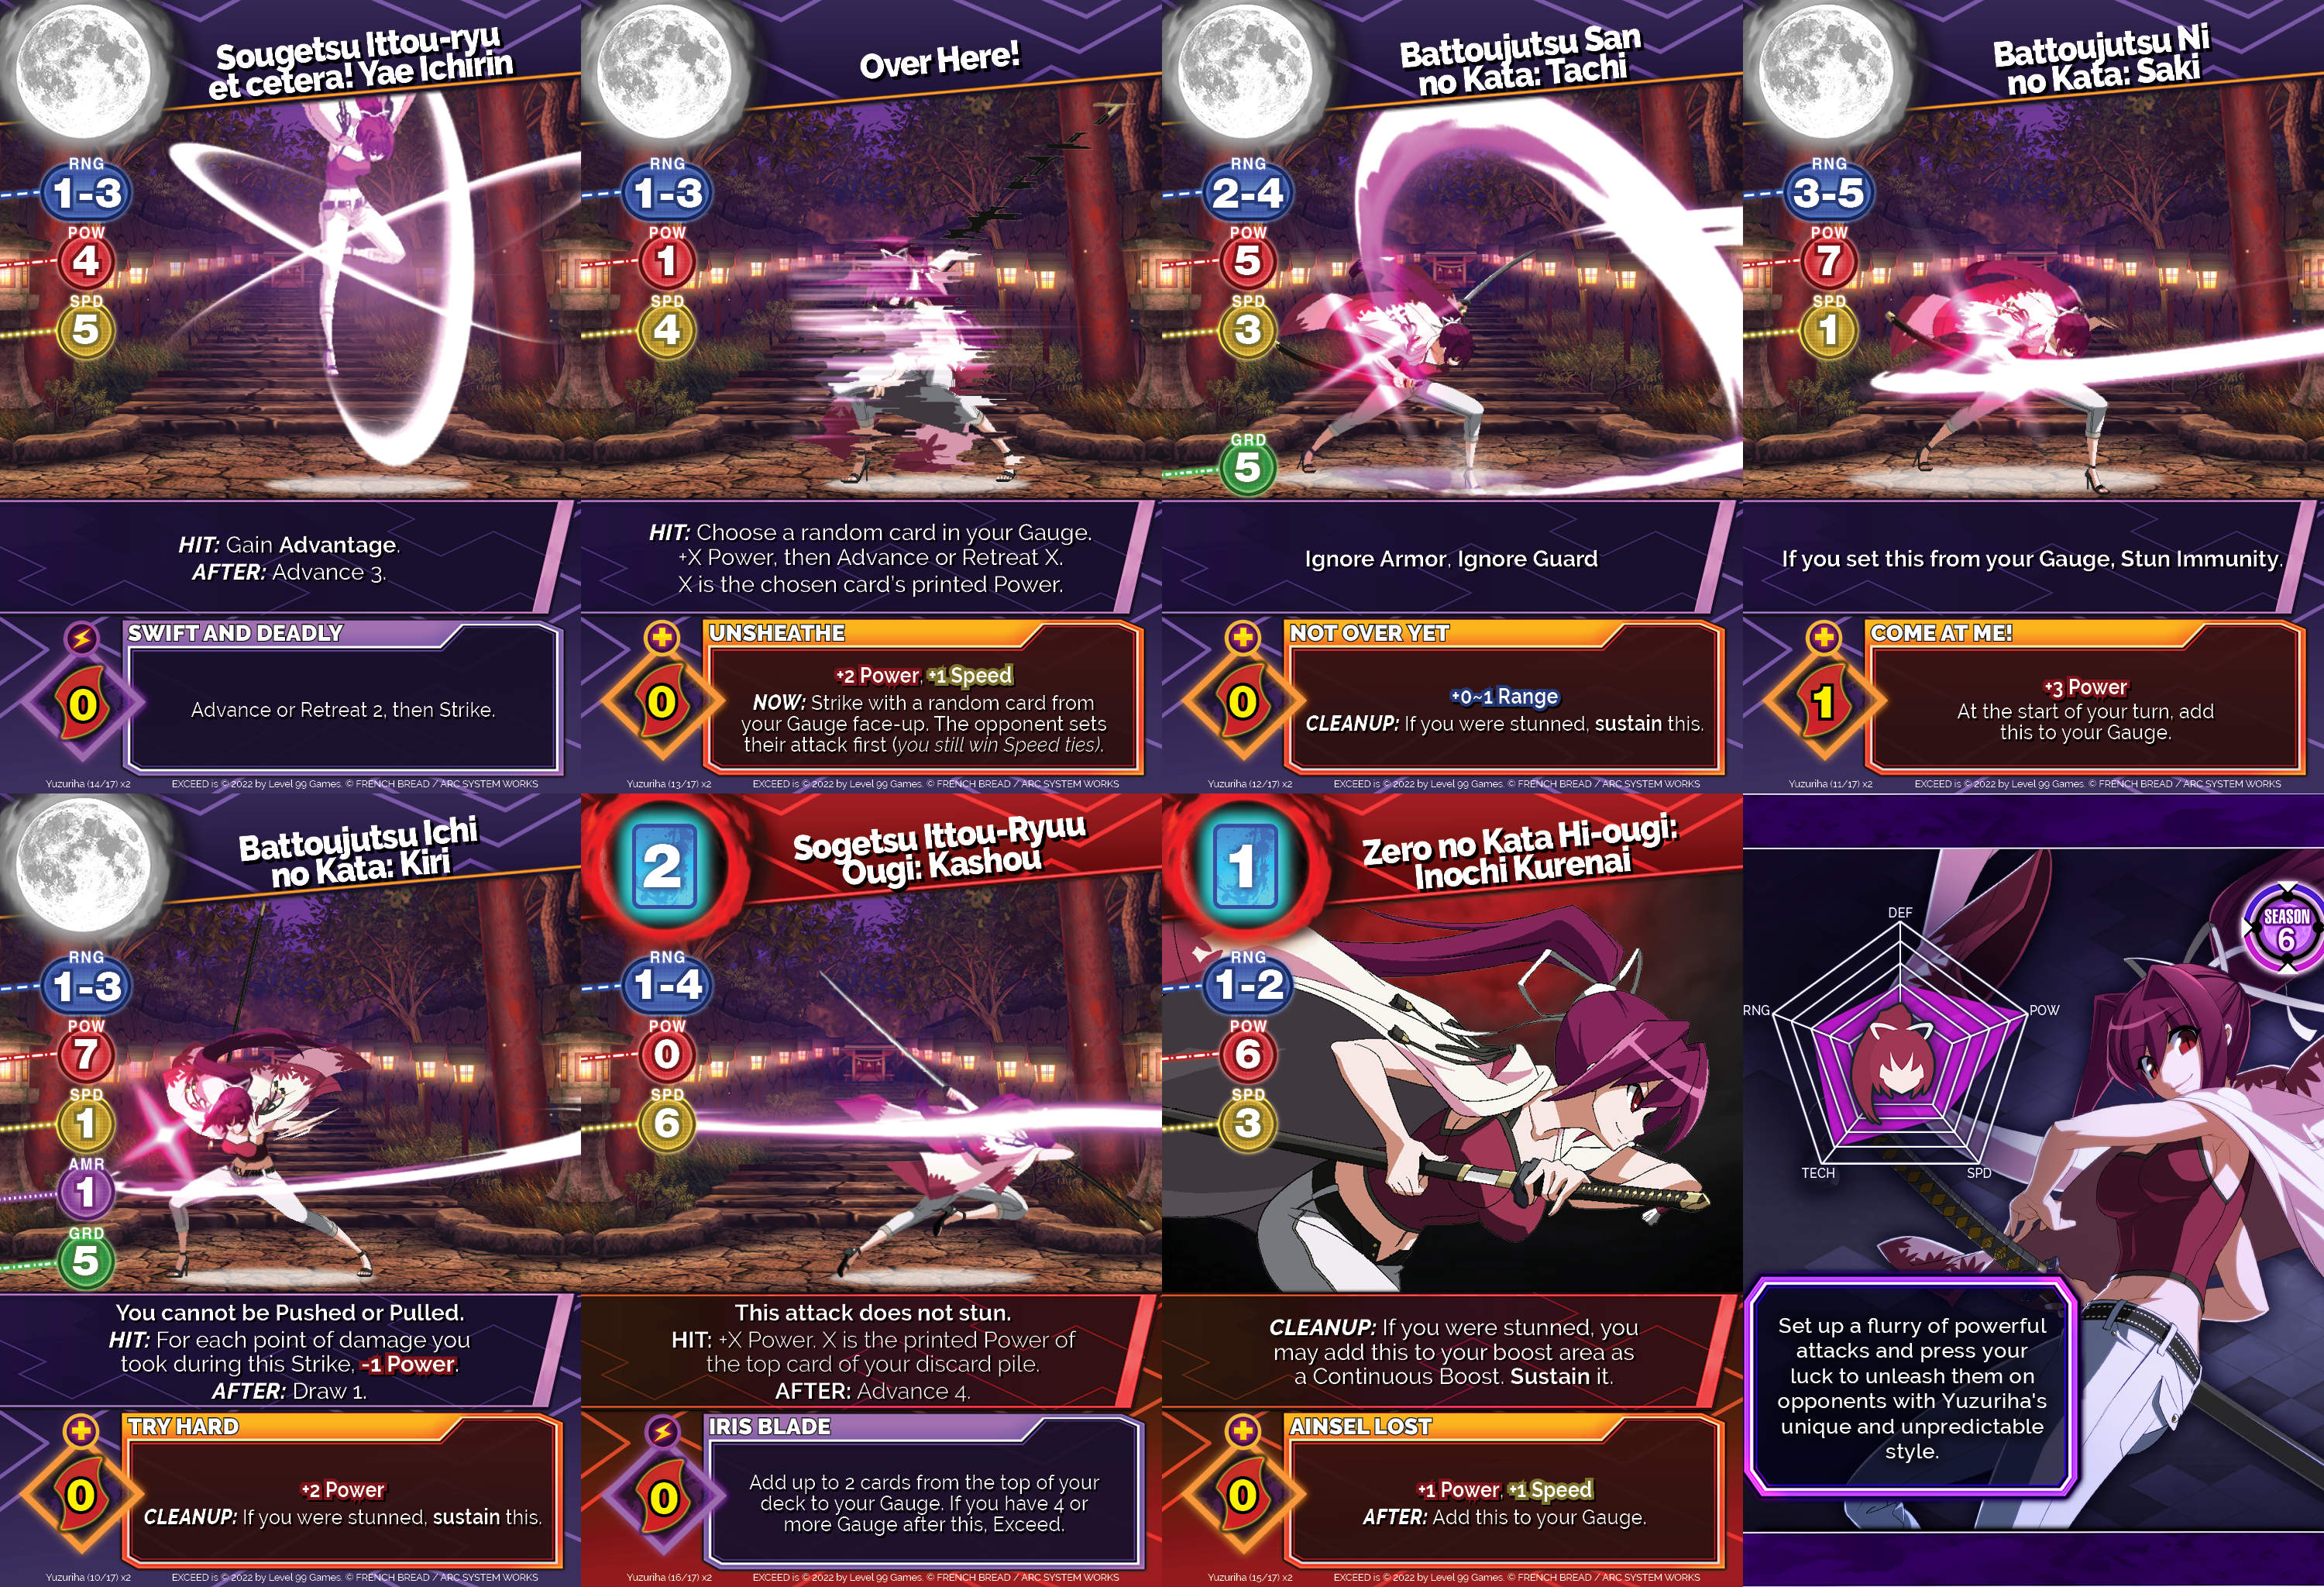 Sougetsu Ittou-ryu
et cetera! Yae Ichirin
RNG
1-3
POW
4
SPD
5
HIT: Gain Advantage.
AFTER: Advance 3.
SWIFT AND DEADLY
0
Advance or Retreat 2, then Strike.
Yuzuriha (14/17) x2
EXCEED is © 2022 by Level 99 Games. © FRENCH BREAD / ARC SYSTEM WORKS
Over Here!
RNG
1-3
POW
1
SPD
4
HIT: Choose a random card in your Gauge.
+X Power, then Advance or Retreat X.
X is the chosen card's printed Power.
UNSHEATHE
0
+2 Power, +1 Speed
NOW: Strike with a random card from
your Gauge face-up. The opponent sets
their attack first (you still win Speed ties).
Yuzuriha (13/17) x2
EXCEED is © 2022 by Level 99 Games. © FRENCH BREAD / ARC SYSTEM WORKS
Battoujutsu San
no Kata: Tachi
RNG
2-4
POW
5
SPD
3
GRD
5
Ignore Armor, Ignore Guard
NOT OVER YET
0
+0~1 Range
CLEANUP: If you were stunned, sustain this.
Yuzuriha (12/17) x2
EXCEED is © 2022 by Level 99 Games. © FRENCH BREAD / ARC SYSTEM WORKS
Battoujutsu Ni
no Kata: Saki
RNG
3-5
POW
7
SPD
1
If you set this from your Gauge, Stun Immunity.
COME AT ME!
1
+3 Power
At the start of your turn, add
this to your Gauge.
Yuzuriha (11/17) x2
EXCEED is © 2022 by Level 99 Games. © FRENCH BREAD / ARC SYSTEM WORKS
Battoujutsu Ichi
no Kata: Kiri
RNG
1-3
POW
7
SPD
1
AMR
1
GRD
5
You cannot be Pushed or Pulled.
HIT: For each point of damage you
took during this Strike, -1 Power.
AFTER: Draw 1.
TRY HARD
0
+2 Power
CLEANUP: If you were stunned, sustain this.
Yuzuriha (10/17) x2
EXCEED is © 2022 by Level 99 Games. © FRENCH BREAD / ARC SYSTEM WORKS
2
Sogetsu Ittou-Ryuu
Ougi: Kashou
RNG
1-4
POW
0
SPD
6
This attack does not stun.
HIT: +X Power. X is the printed Power of
the top card of your discard pile.
AFTER: Advance 4.
IRIS BLADE
0
Add up to 2 cards from the top of your
deck to your Gauge. If you have 4 or
more Gauge after this, Exceed.
Yuzuriha (16/17) x2
EXCEED is © 2022 by Level 99 Games. © FRENCH BREAD / ARC SYSTEM WORKS
1
Zero no Kata Hi-ougi:
Inochi Kurenai
RNG
1-2
POW
6
SPD
3
CLEANUP: If you were stunned, you
may add this to your boost area as
a Continuous Boost. Sustain it.
AINSEL LOST
0
+1 Power, +1 Speed
AFTER: Add this to your Gauge.
Yuzuriha (15/17) x2
EXCEED is © 2022 by Level 99 Games. © FRENCH BREAD / ARC SYSTEM WORKS
SEASON
6
DEF
RNG
POW
TECH
SPD
Set up a flurry of powerful
attacks and press your
luck to unleash them on
opponents with Yuzuriha's
unique and unpredictable
style.